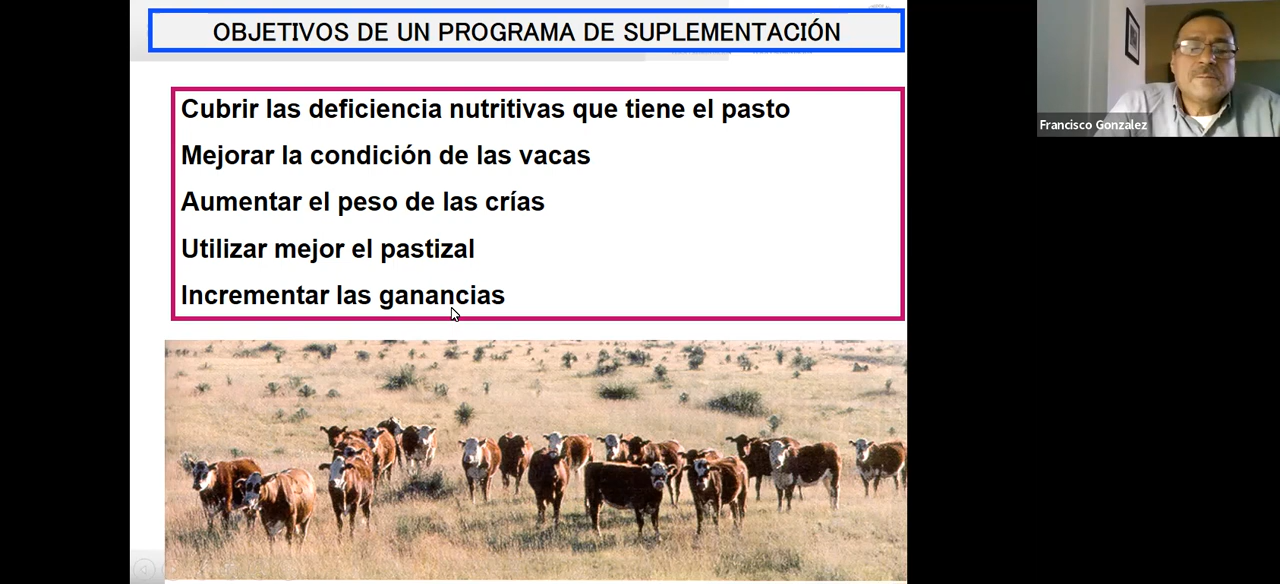 OBJETIVOS DE UN PROGRAMA DE SUPLEMENTACIÓN
Cubrir las deficiencia nutritivas que tiene el pasto
Mejorar la condición de las vacas
Aumentar el peso de las crías
Utilizar mejor el pastizal
Incrementar las ganancias
Francisco Gonzalez